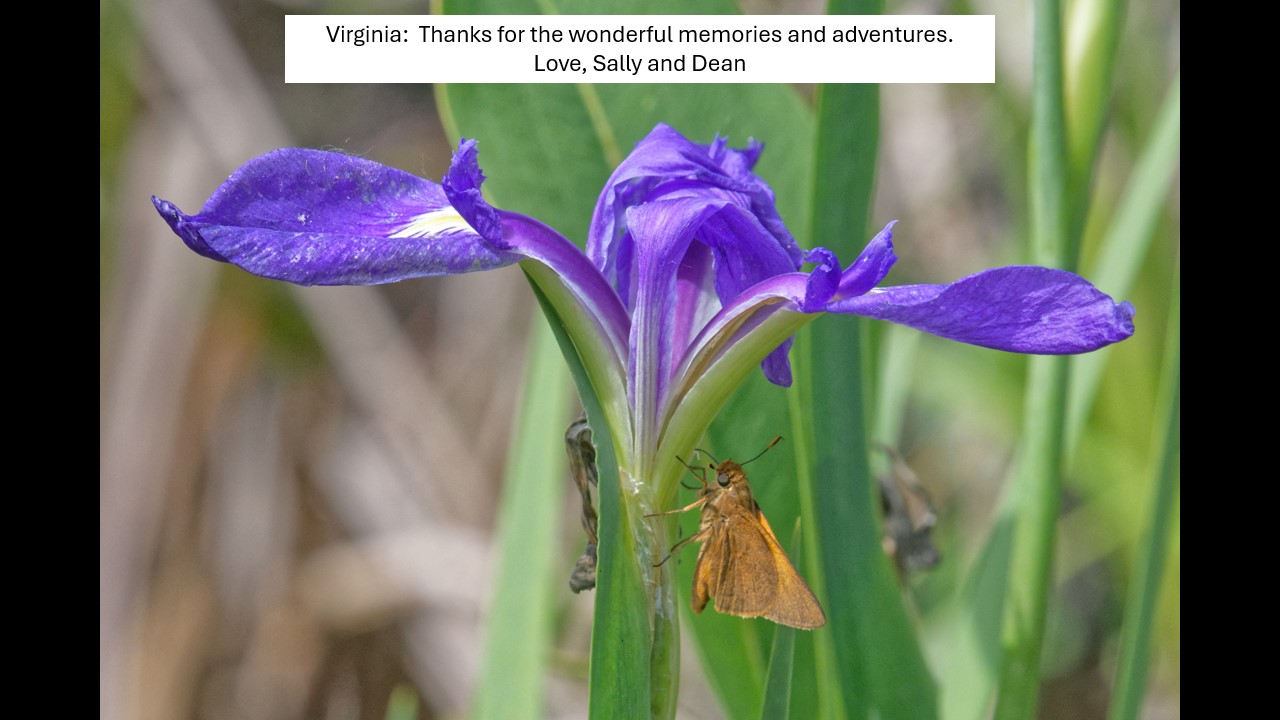 Virginia:  Thanks for the wonderful memories and adventures.
Love, Sally and Dean